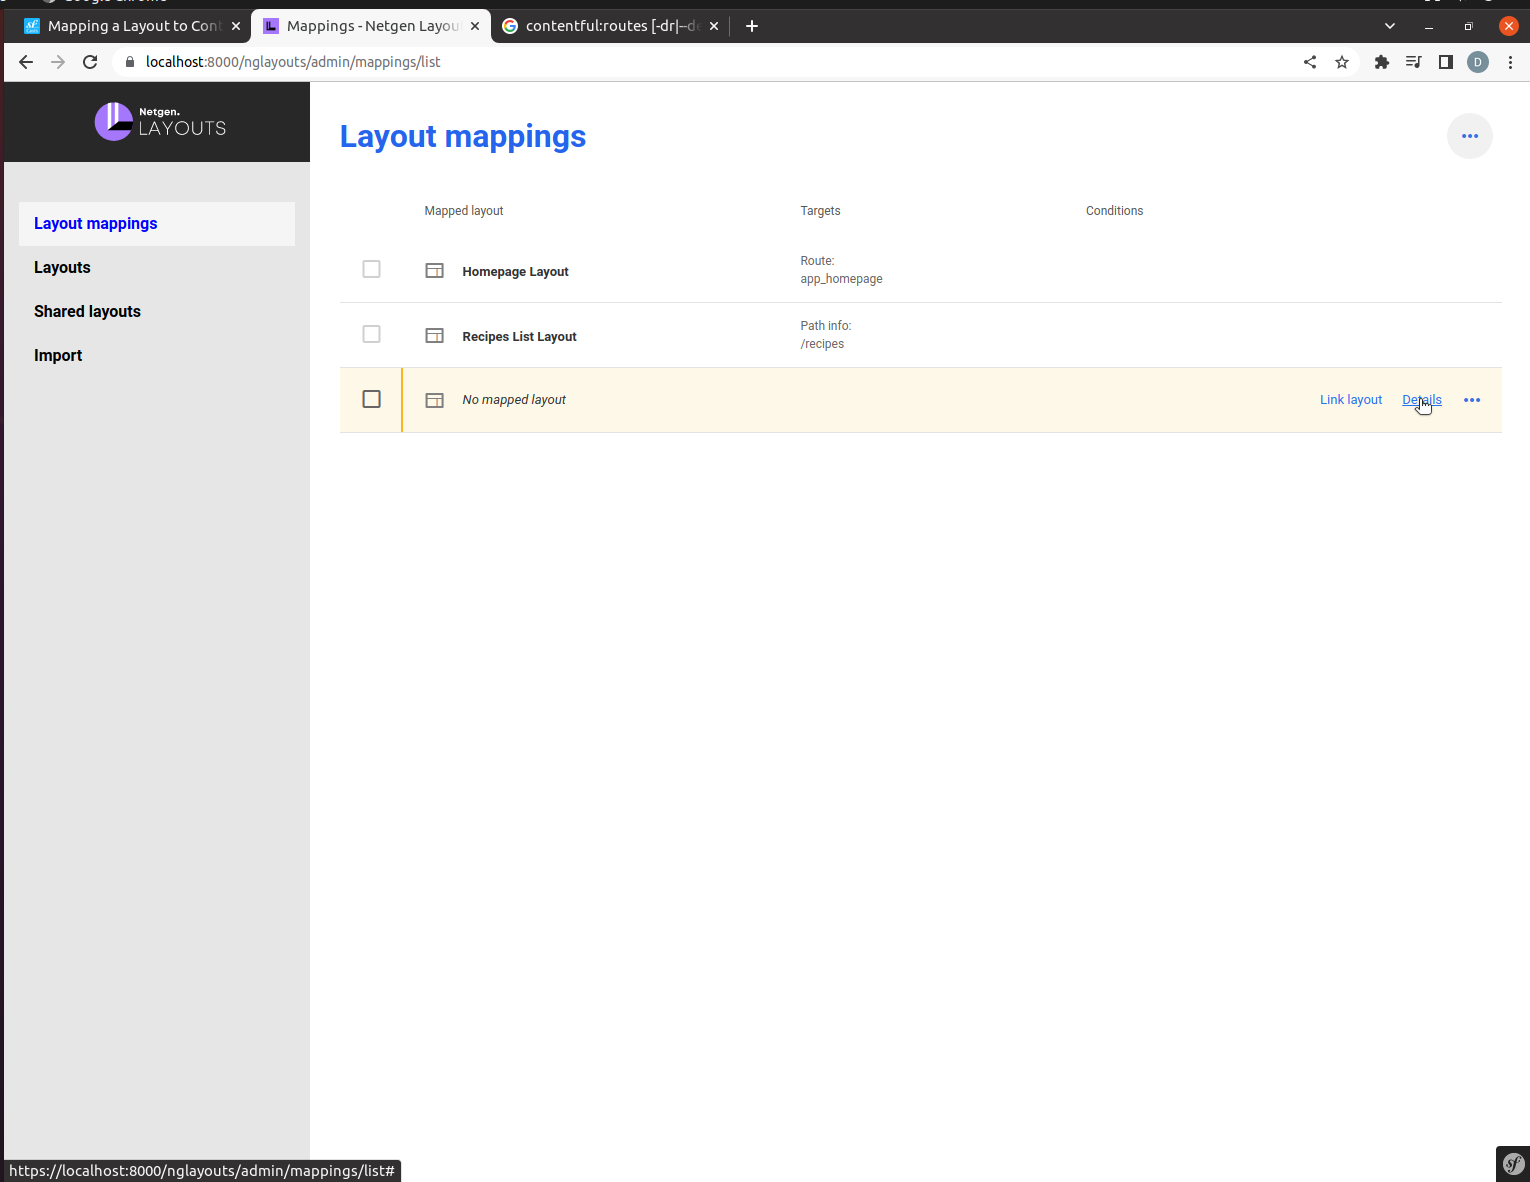 Mapping a Layout to Cont
Mappings - Netgen Layou
contentful:routes [-dr|--de
localhost:8000/nglayouts/admin/mappings/list
D
Netgen.
LAYOUTS
Layout mappings
Layouts
Shared layouts
Import
Layout mappings
Mapped layout Targets Conditions
Homepage Layout
Route:
app_homepage
Recipes List Layout
Path info:
/recipes
No mapped layout Link layout Details
https://localhost:8000/nglayouts/admin/mappings/list#
sf